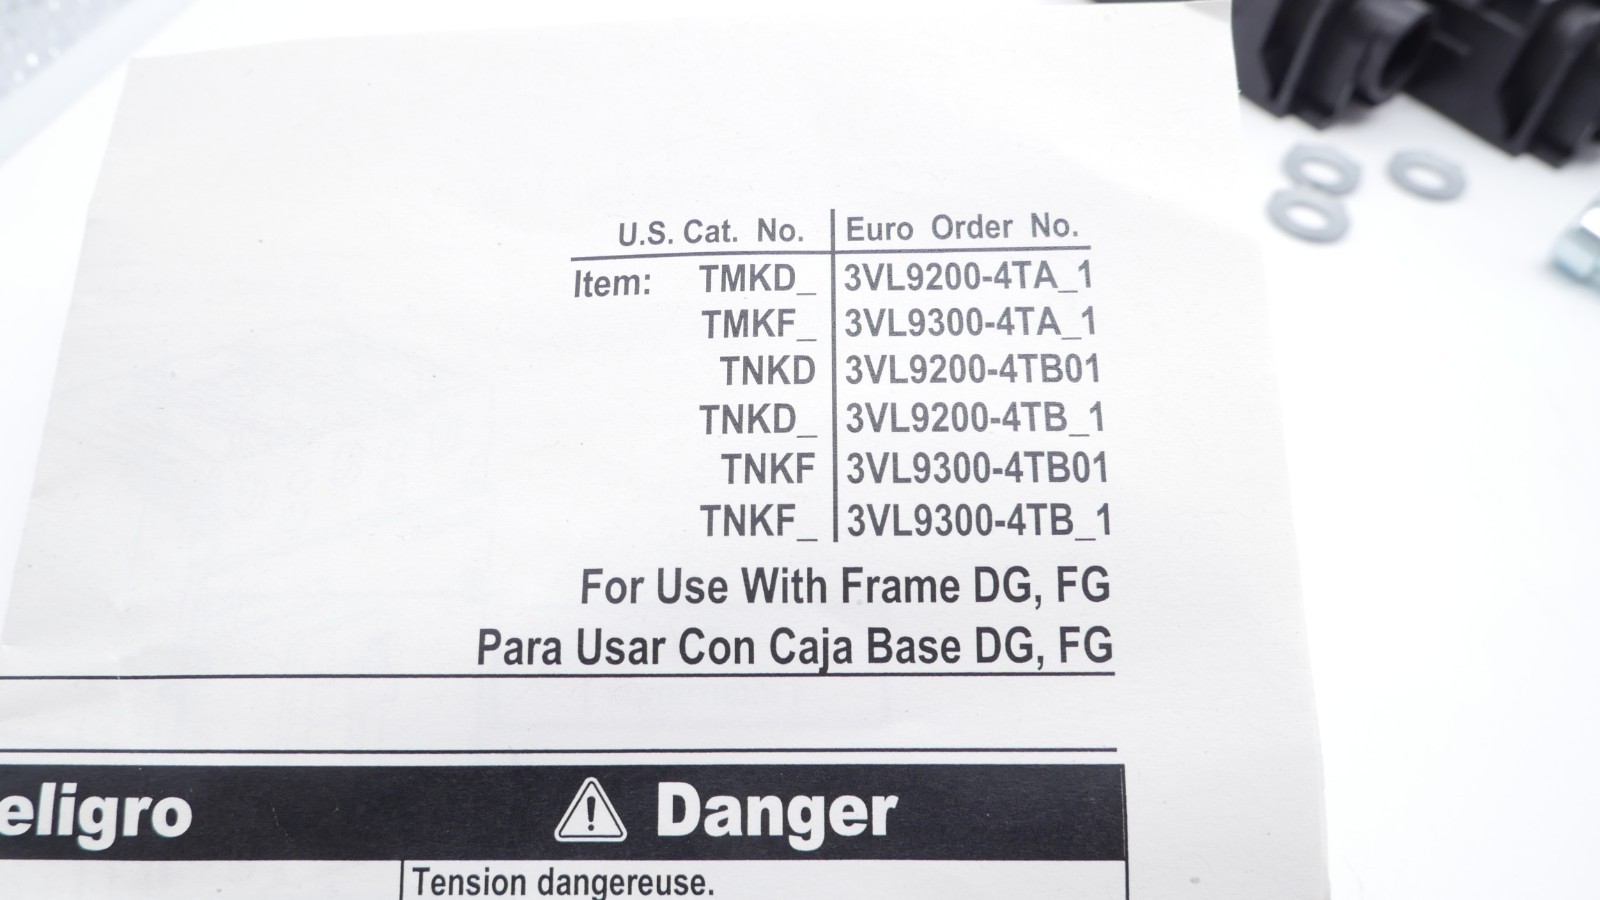 U.S. Cat. No. Euro Order No.
Item: TMKD_ 3VL9200-4TA_1
TMKF_ 3VL9300-4TA_1
TNKD 3VL9200-4TB01
TNKD_ 3VL9200-4TB_1
TNKF 3VL9300-4TB01
TNKF_ 3VL9300-4TB_1
For Use With Frame DG, FG
Para Usar Con Caja Base DG, FG
eligro Danger
Tension dangereuse.